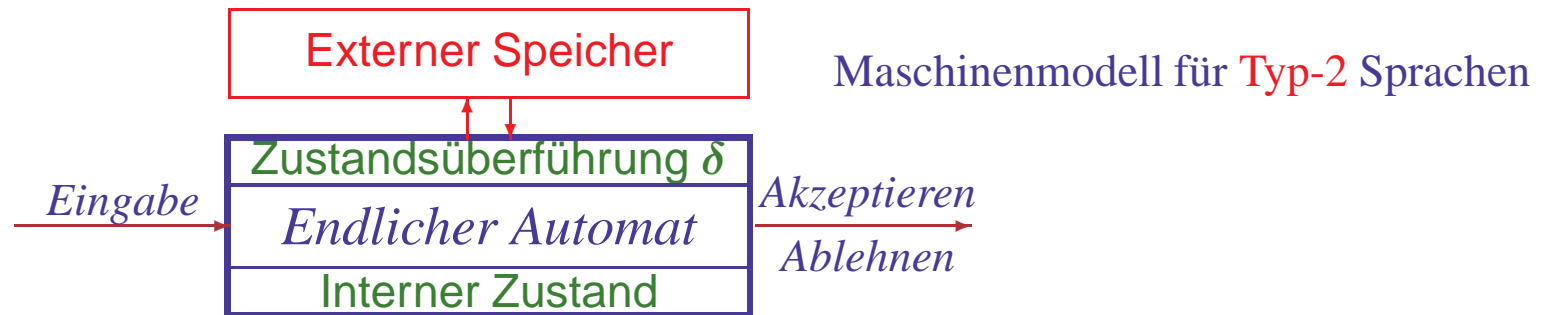 Externer Speicher
Maschinenmodell für Typ-2 Sprachen
Zustandsüberführung δ
Eingabe
Endlicher Automat
Akzeptieren
Ablehnen
Interner Zustand